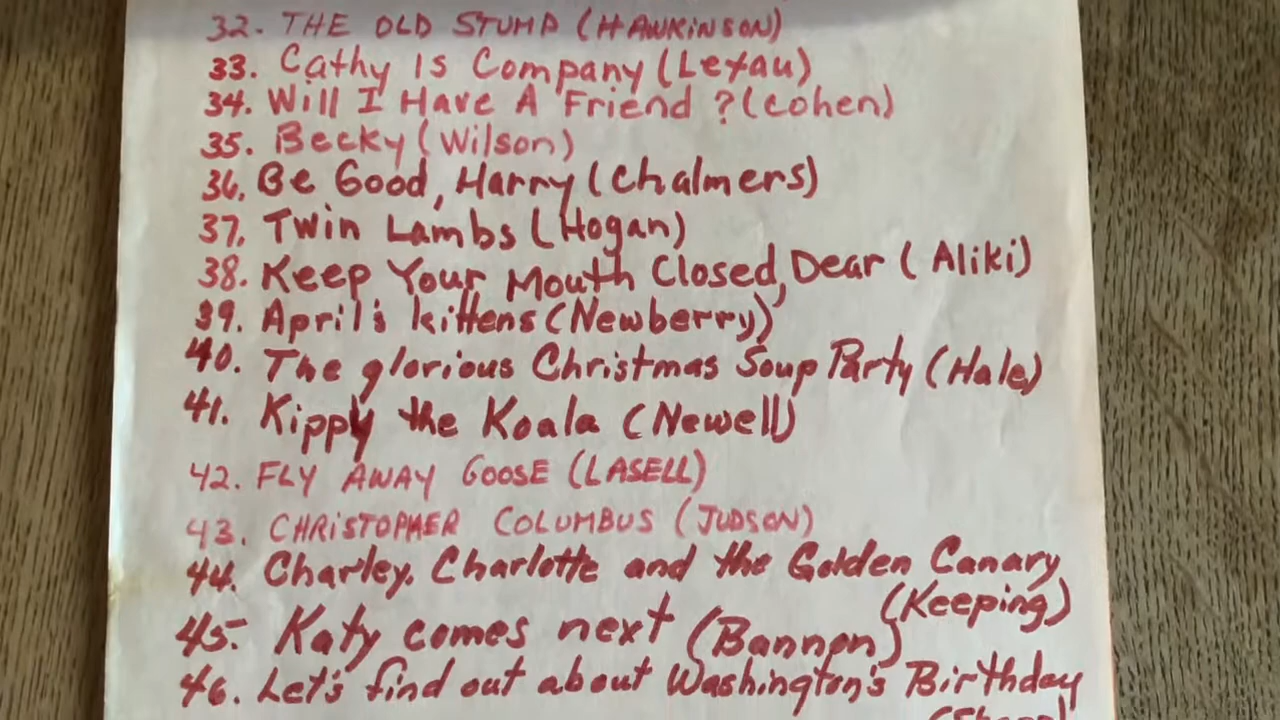 32. THE OLD STUMP (HAWKINSON)
33. Cathy Is Company (Lexau)
34. Will I Have A Friend? (Cohen)
35. Becky (Wilson)
36. Be Good, Harry (Chalmers)
37. Twin Lambs (Hogan)
38. Keep Your Mouth Closed, Dear (Aliki)
39. April's kittens (Newberry)
40. The glorious Christmas Soup Party (Hale)
41. Kippy the Koala (Newell)
42. FLY AWAY GOOSE (LASELL)
43. CHRISTOPHER COLUMBUS (JUDSON)
44. Charley, Charlotte and the Golden Canary
(Keeping)
45. Katy comes next (Bannon)
46. Let's find out about Washington's Birthday